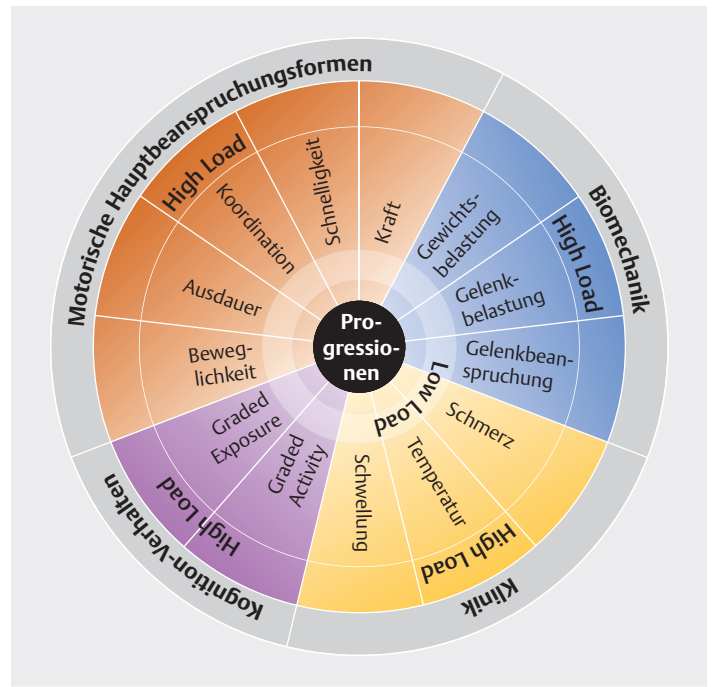 Motorische Hauptbeanspruchungsformen
High Load
Beweg-
lichkeit
Ausdauer
Koordination
Schnelligkeit
Kraft
Biomechanik
High Load
Gewichts-
belastung
Gelenk-
belastung
Gelenkbean-
spruchung
Pro-
gressio-
nen
Low Load
Klinik
High Load
Schmerz
Temperatur
Schwellung
Kognition-Verhalten
High Load
Graded
Activity
Graded
Exposure